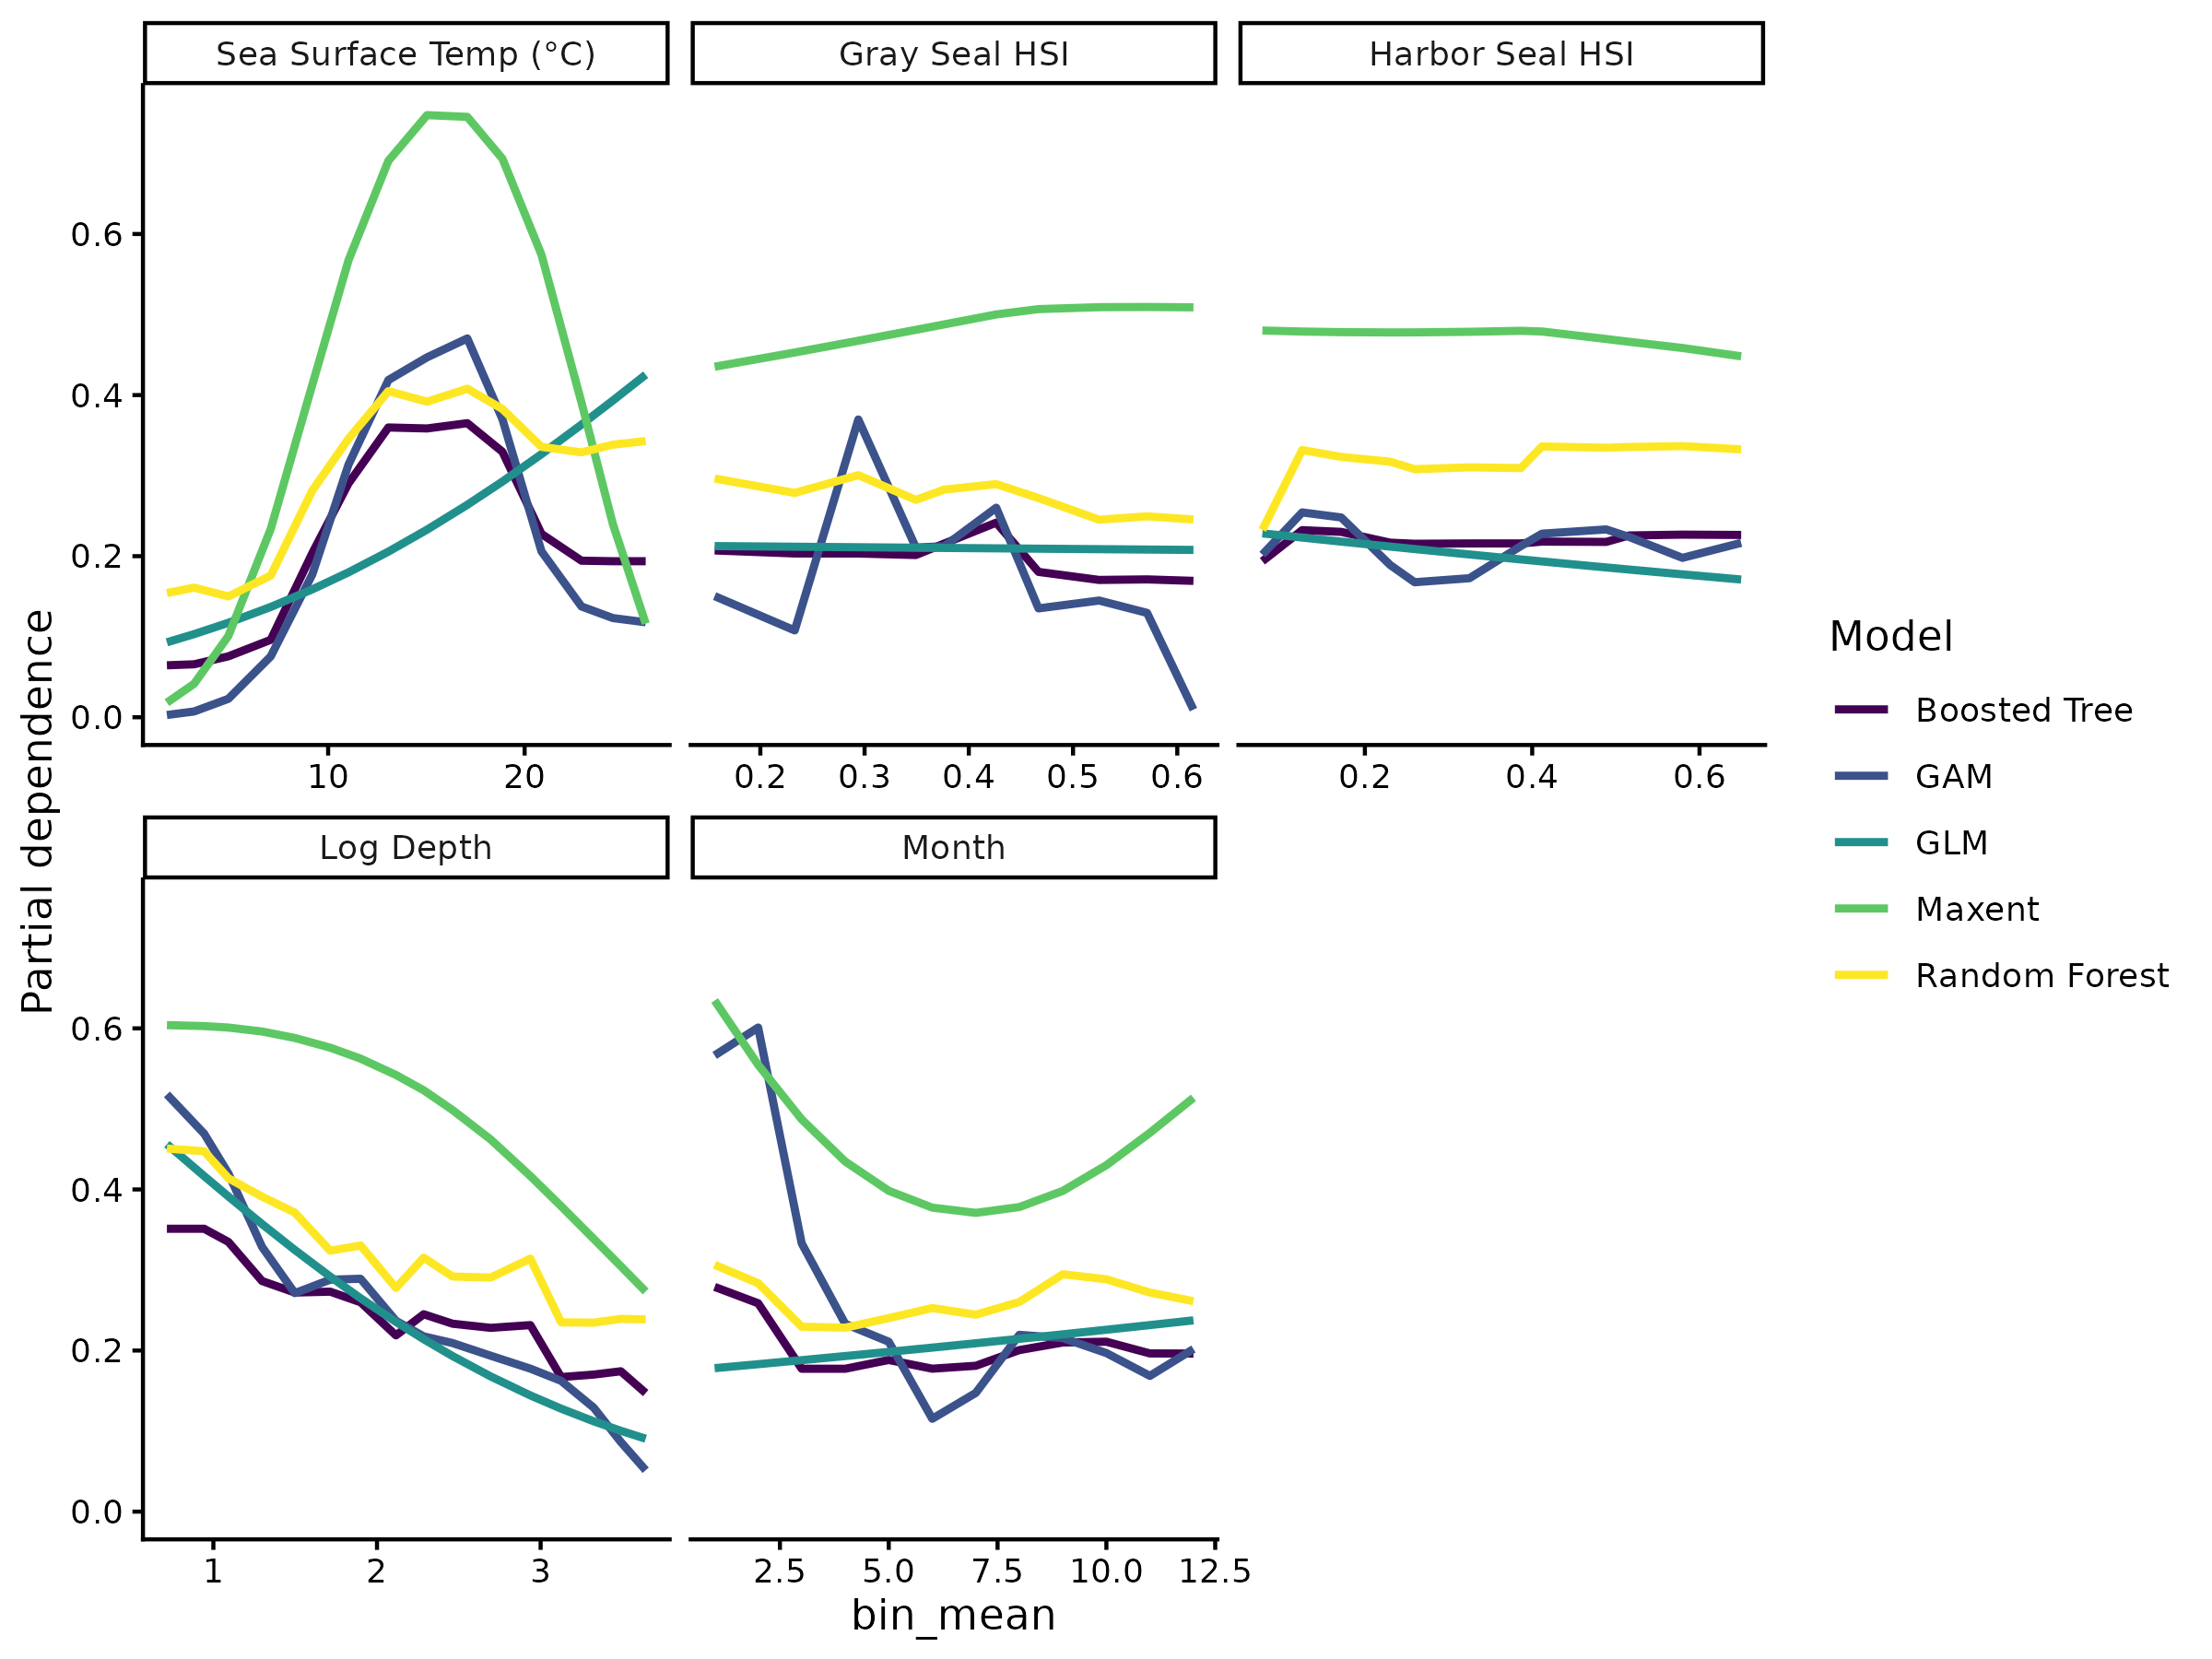 Sea Surface Temp (°C)
Gray Seal HSI
Harbor Seal HSI
0.6
0.4
0.2
0.0
10 20
0.2 0.3 0.4 0.5 0.6
0.2 0.4 0.6
Partial dependence
Log Depth
Month
0.6
0.4
0.2
0.0
1 2 3
2.5 5.0 7.5 10.0 12.5
bin_mean
Model
Boosted Tree
GAM
GLM
Maxent
Random Forest